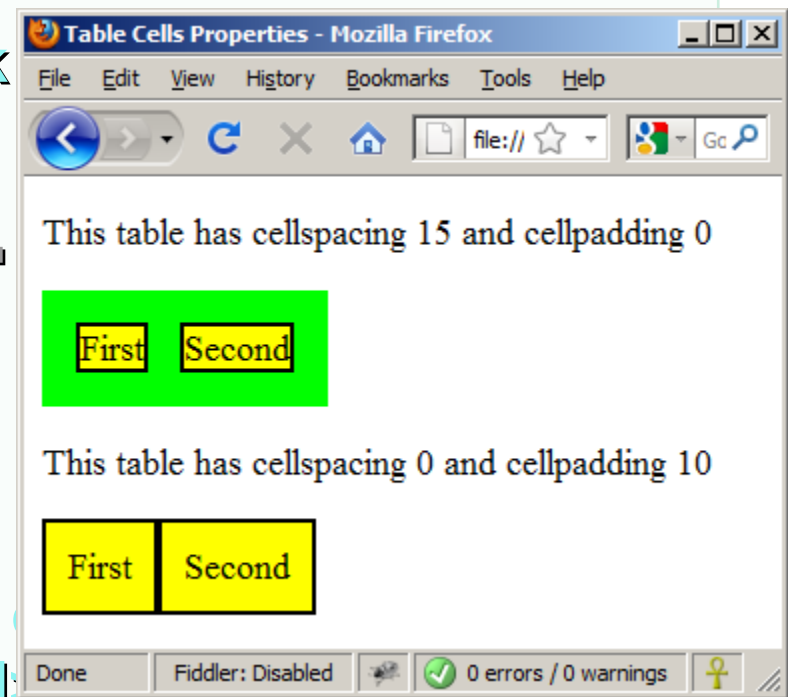 Table Cells Properties - Mozilla Firefox
File Edit View History Bookmarks Tools Help
file:// Gc
This table has cellspacing 15 and cellpadding 0
First Second
This table has cellspacing 0 and cellpadding 10
First Second
Done Fiddler: Disabled 0 errors / 0 warnings